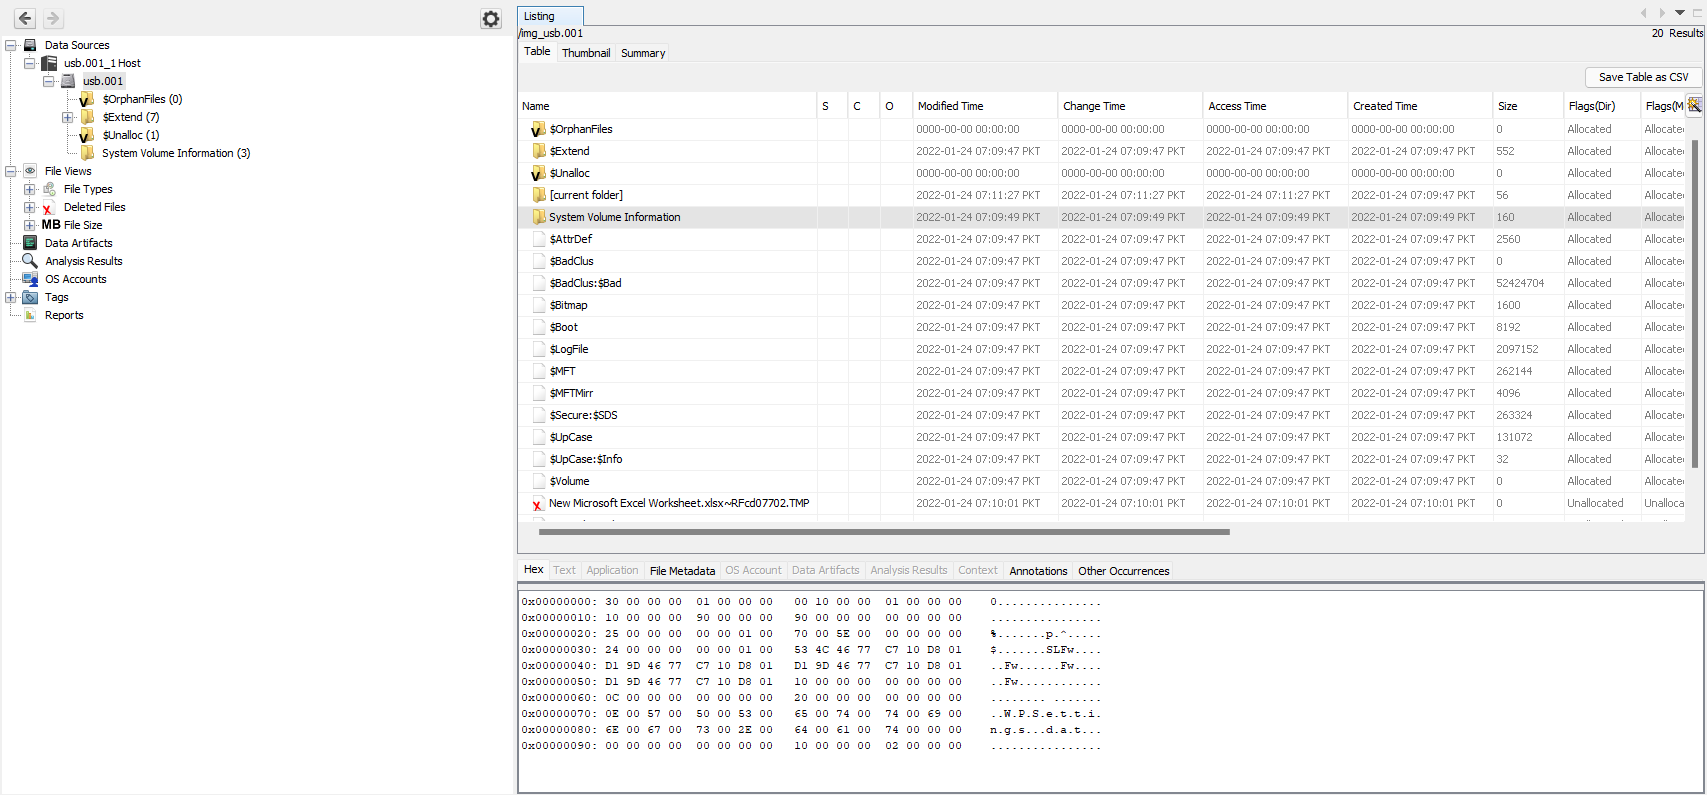 Data Sources
usb.001_1 Host
usb.001
$OrphanFiles (0)
$Extend (7)
$Unalloc (1)
System Volume Information (3)
File Views
File Types
Deleted Files
MB File Size
Data Artifacts
Analysis Results
OS Accounts
Tags
Reports
Listing
/img_usb.001
20 Results
Table Thumbnail Summary
Save Table as CSV
Name S C O Modified Time Change Time Access Time Created Time Size Flags(Dir) Flags(M
$OrphanFiles 0000-00-00 00:00:00 0000-00-00 00:00:00 0000-00-00 00:00:00 0000-00-00 00:00:00 0 Allocated Allocate
$Extend 2022-01-24 07:09:47 PKT 2022-01-24 07:09:47 PKT 2022-01-24 07:09:47 PKT 2022-01-24 07:09:47 PKT 552 Allocated Allocate
$Unalloc 0000-00-00 00:00:00 0000-00-00 00:00:00 0000-00-00 00:00:00 0000-00-00 00:00:00 0 Allocated Allocate
[current folder] 2022-01-24 07:11:27 PKT 2022-01-24 07:11:27 PKT 2022-01-24 07:11:27 PKT 2022-01-24 07:09:47 PKT 56 Allocated Allocate
System Volume Information 2022-01-24 07:09:49 PKT 2022-01-24 07:09:49 PKT 2022-01-24 07:09:49 PKT 2022-01-24 07:09:49 PKT 160 Allocated Allocate
$AttrDef 2022-01-24 07:09:47 PKT 2022-01-24 07:09:47 PKT 2022-01-24 07:09:47 PKT 2022-01-24 07:09:47 PKT 2560 Allocated Allocate
$BadClus 2022-01-24 07:09:47 PKT 2022-01-24 07:09:47 PKT 2022-01-24 07:09:47 PKT 2022-01-24 07:09:47 PKT 0 Allocated Allocate
$BadClus:$Bad 2022-01-24 07:09:47 PKT 2022-01-24 07:09:47 PKT 2022-01-24 07:09:47 PKT 2022-01-24 07:09:47 PKT 52424704 Allocated Allocate
$Bitmap 2022-01-24 07:09:47 PKT 2022-01-24 07:09:47 PKT 2022-01-24 07:09:47 PKT 2022-01-24 07:09:47 PKT 1600 Allocated Allocate
$Boot 2022-01-24 07:09:47 PKT 2022-01-24 07:09:47 PKT 2022-01-24 07:09:47 PKT 2022-01-24 07:09:47 PKT 8192 Allocated Allocate
$LogFile 2022-01-24 07:09:47 PKT 2022-01-24 07:09:47 PKT 2022-01-24 07:09:47 PKT 2022-01-24 07:09:47 PKT 2097152 Allocated Allocate
$MFT 2022-01-24 07:09:47 PKT 2022-01-24 07:09:47 PKT 2022-01-24 07:09:47 PKT 2022-01-24 07:09:47 PKT 262144 Allocated Allocate
$MFTMirr 2022-01-24 07:09:47 PKT 2022-01-24 07:09:47 PKT 2022-01-24 07:09:47 PKT 2022-01-24 07:09:47 PKT 4096 Allocated Allocate
$Secure:$SDS 2022-01-24 07:09:47 PKT 2022-01-24 07:09:47 PKT 2022-01-24 07:09:47 PKT 2022-01-24 07:09:47 PKT 263324 Allocated Allocate
$UpCase 2022-01-24 07:09:47 PKT 2022-01-24 07:09:47 PKT 2022-01-24 07:09:47 PKT 2022-01-24 07:09:47 PKT 131072 Allocated Allocate
$UpCase:$Info 2022-01-24 07:09:47 PKT 2022-01-24 07:09:47 PKT 2022-01-24 07:09:47 PKT 2022-01-24 07:09:47 PKT 32 Allocated Allocate
$Volume 2022-01-24 07:09:47 PKT 2022-01-24 07:09:47 PKT 2022-01-24 07:09:47 PKT 2022-01-24 07:09:47 PKT 0 Allocated Allocate
New Microsoft Excel Worksheet.xlsx~RFcd07702.TMP 2022-01-24 07:10:01 PKT 2022-01-24 07:10:01 PKT 2022-01-24 07:10:01 PKT 2022-01-24 07:10:01 PKT 0 Unallocated Unalloca
Hex Text Application File Metadata OS Account Data Artifacts Analysis Results Context Annotations Other Occurrences
0x00000000: 30 00 00 00 01 00 00 00 00 10 00 00 01 00 00 00 0...............
0x00000010: 10 00 00 00 90 00 00 00 90 00 00 00 00 00 00 00 ................
0x00000020: 25 00 00 00 00 00 01 00 70 00 5E 00 00 00 00 00 %.......p.^.....
0x00000030: 24 00 00 00 00 00 01 00 53 4C 46 77 C7 10 D8 01 $.......SLFw....
0x00000040: D1 9D 46 77 C7 10 D8 01 D1 9D 46 77 C7 10 D8 01 ..Fw......Fw....
0x00000050: D1 9D 46 77 C7 10 D8 01 10 00 00 00 00 00 00 00 ..Fw............
0x00000060: 0C 00 00 00 00 00 00 00 20 00 00 00 00 00 00 00 ........ .......
0x00000070: 0E 00 57 00 50 00 53 00 65 00 74 00 74 00 69 00 ..W.P.S.e.t.t.i.
0x00000080: 6E 00 67 00 73 00 2E 00 64 00 61 00 74 00 00 00 n.g.s...d.a.t...
0x00000090: 00 00 00 00 00 00 00 00 10 00 00 00 02 00 00 00 ................